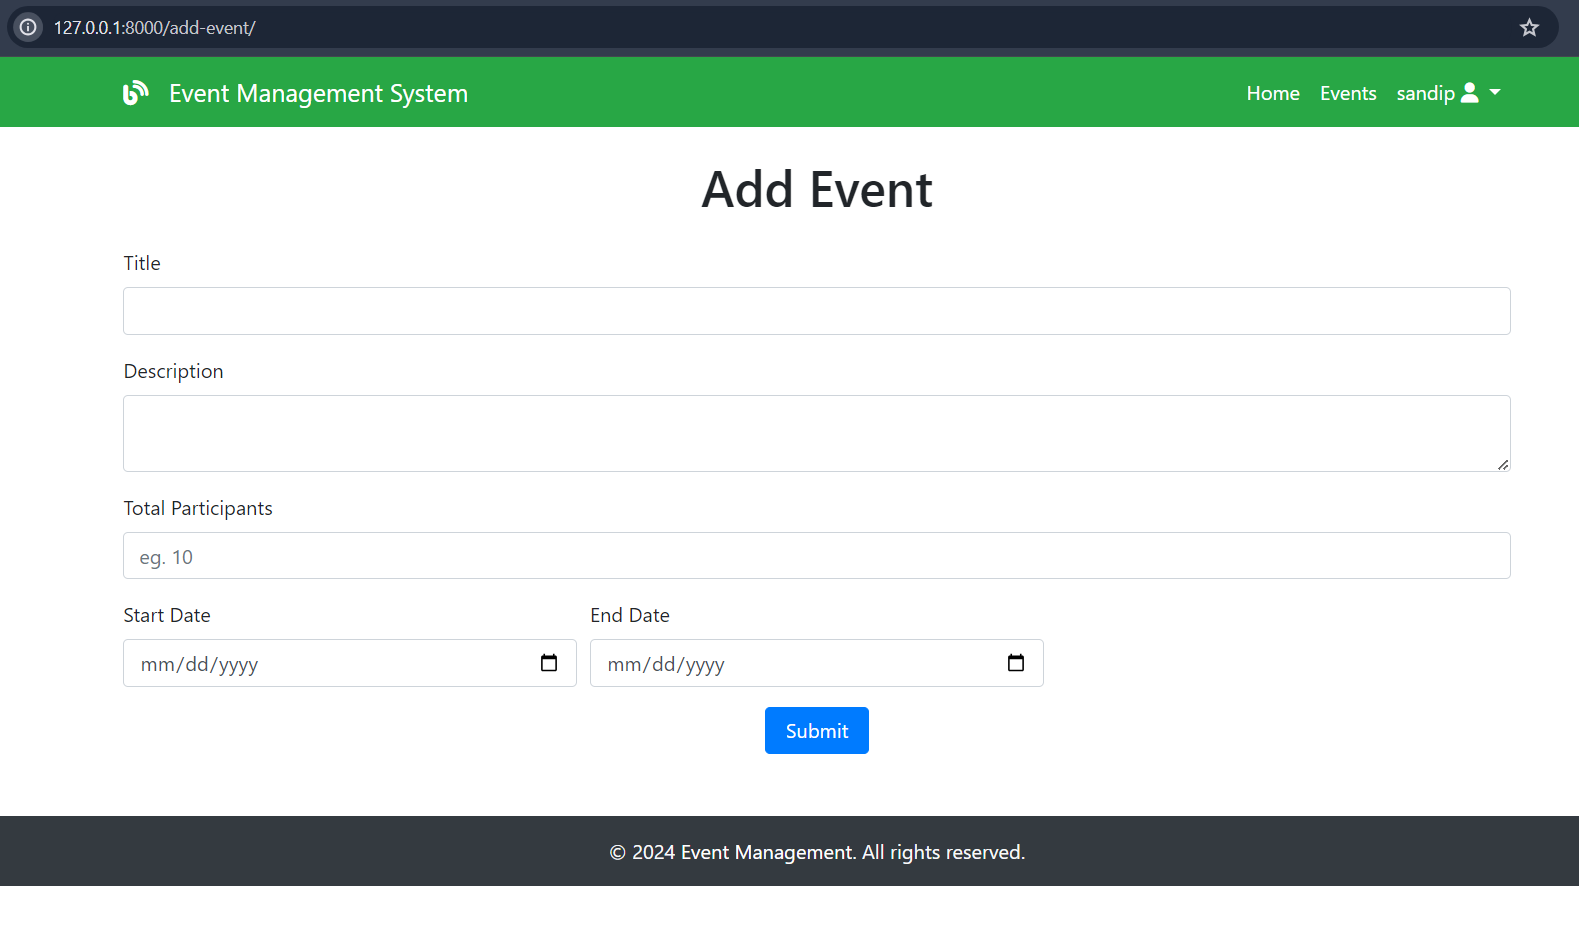 127.0.0.1:8000/add-event/
Event Management System
Home Events sandip
Add Event
Title
Description
Total Participants
eg. 10
Start Date End Date
mm/dd/yyyy mm/dd/yyyy
Submit
© 2024 Event Management. All rights reserved.